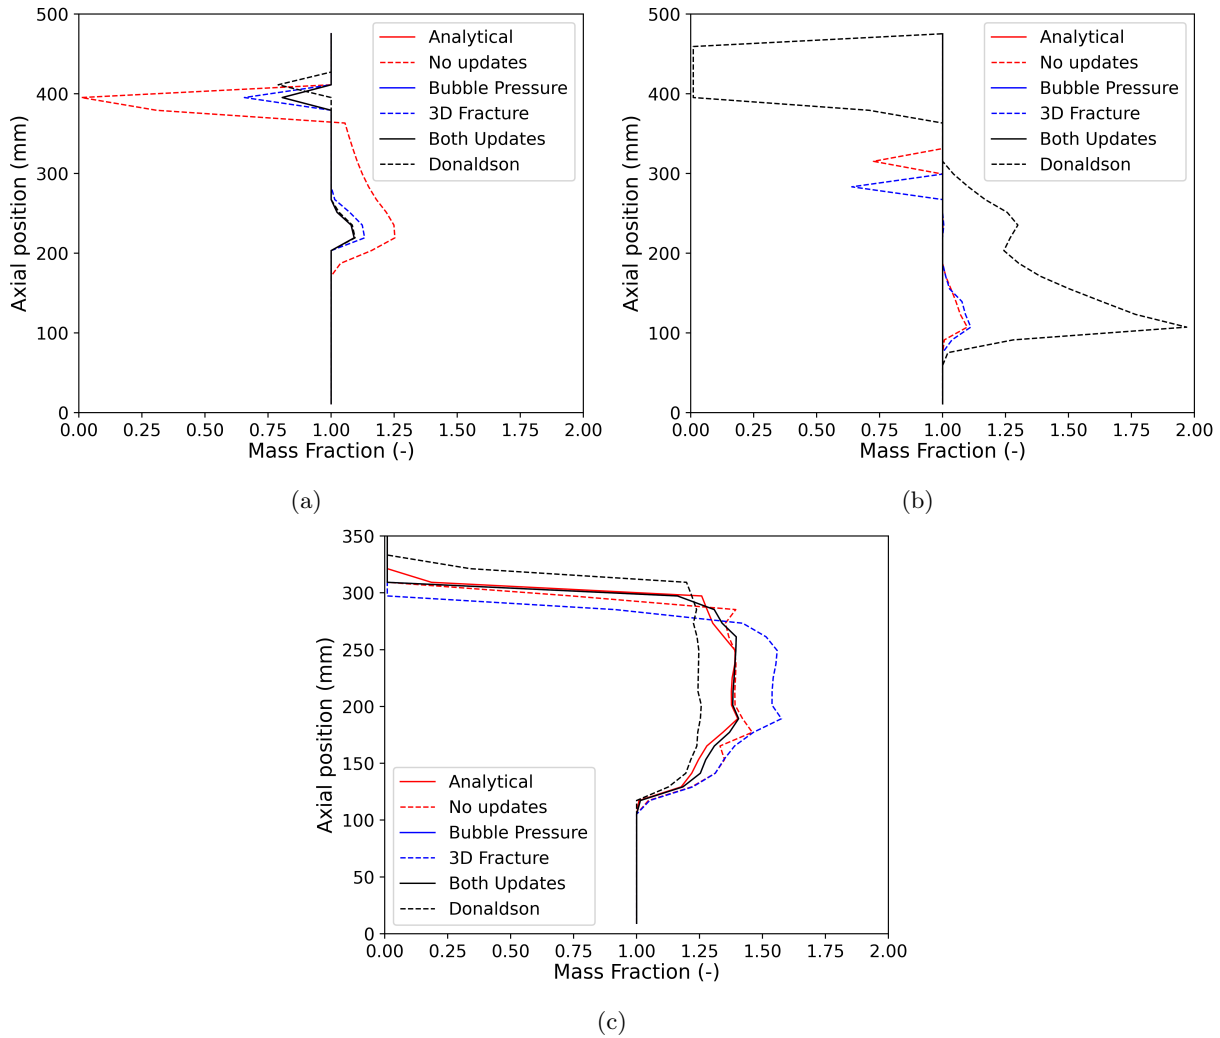 500
400
300
200
100
0
Axial position (mm)
Analytical
No updates
Bubble Pressure
3D Fracture
Both Updates
Donaldson
0.00 0.25 0.50 0.75 1.00 1.25 1.50 1.75 2.00
Mass Fraction (-)
(a)
500
400
300
200
100
0
Axial position (mm)
Analytical
No updates
Bubble Pressure
3D Fracture
Both Updates
Donaldson
0.00 0.25 0.50 0.75 1.00 1.25 1.50 1.75 2.00
Mass Fraction (-)
(b)
350
300
250
200
150
100
50
0
Axial position (mm)
Analytical
No updates
Bubble Pressure
3D Fracture
Both Updates
Donaldson
0.00 0.25 0.50 0.75 1.00 1.25 1.50 1.75 2.00
Mass Fraction (-)
(c)